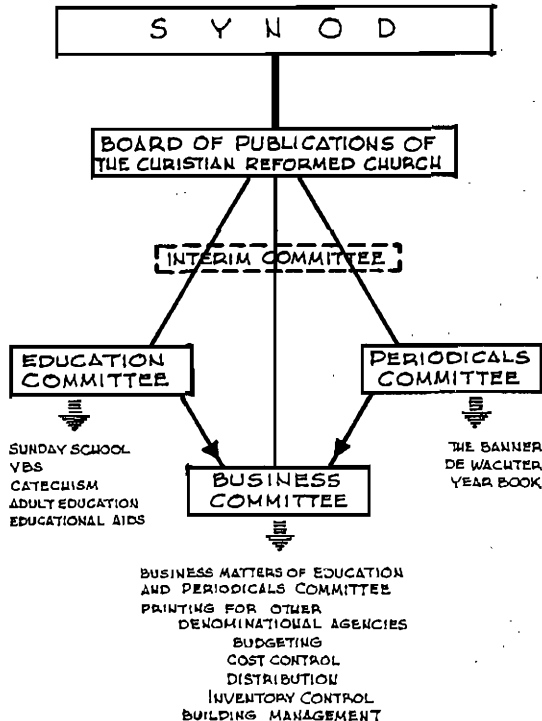 SYNOD
BOARD OF PUBLICATIONS OF
THE CURISTIAN REFORMED CHURCH
INTERIM COMMITTEE
EDUCATION
COMMITTEE
PERIODICALS
COMMITTEE
SUNDAY SCHOOL
VBS
CATECHISM
ADULT EDUCATION
EDUCATIONAL AIDS
THE BANNER
DE WACHTER
YEAR BOOK
BUSINESS
COMMITTEE
BUSINESS MATTERS OF EDUCATION
AND PERIODICALS COMMITTEE
PRINTING FOR OTHER
DENOMINATIONAL AGENCIES
BUDGETING
COST CONTROL
DISTRIBUTION
INVENTORY CONTROL
BUILDING MANAGEMENT